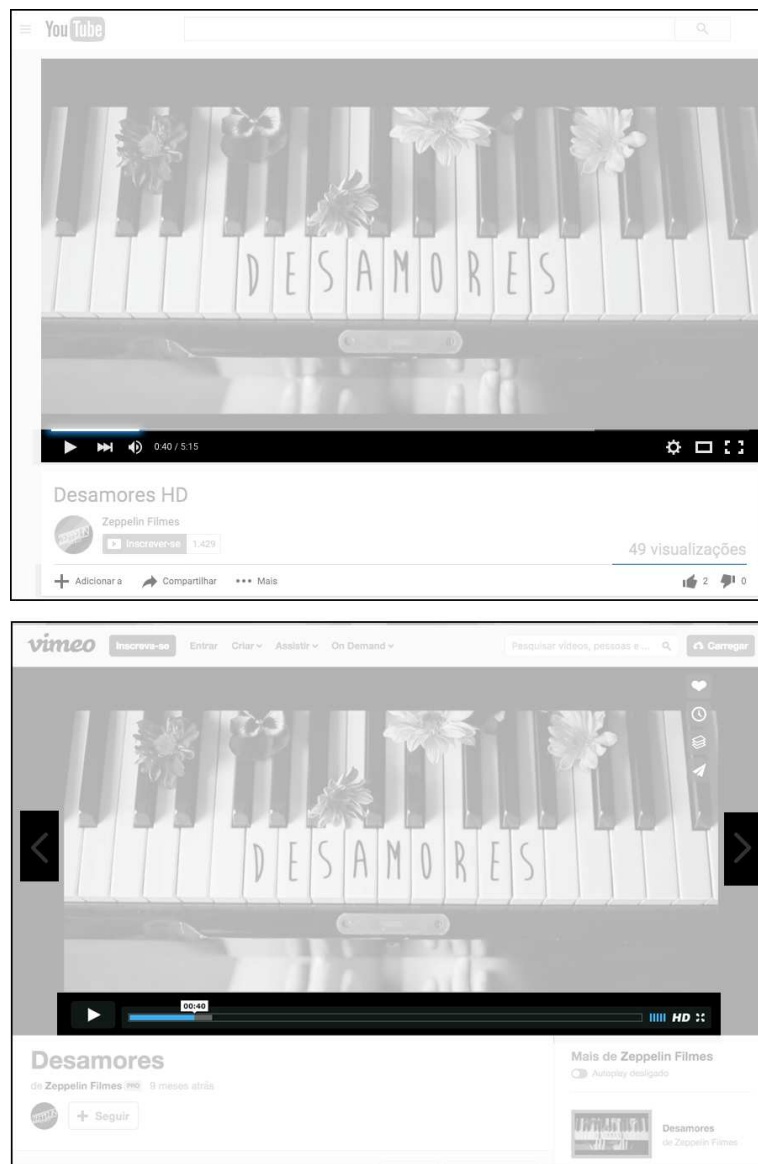 YouTube
DESAMORES
0:40 / 5:15
Desamores HD
Zeppelin Filmes
Inscrever-se 1.429
49 visualizações
Adicionar a Compartilhar Mais 2 0
vimeo Inscreva-se Entrar Criar Assistir On Demand Pesquisar vídeos, pessoas e ... Carregar
DESAMORES
00:40
HD
Desamores
Mais de Zeppelin Filmes
de Zeppelin Filmes PRO 9 meses atrás
Autoplay desligado
+ Seguir
Desamores
de Zeppelin Filmes